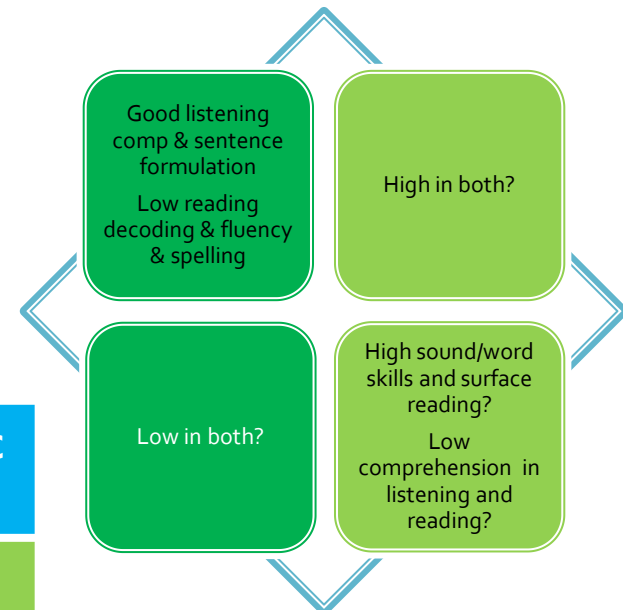 Good listening
comp & sentence
formulation
Low reading
decoding & fluency
& spelling
High in both?
Low in both?
High sound/word
skills and surface
reading?
Low
comprehension in
listening and
reading?